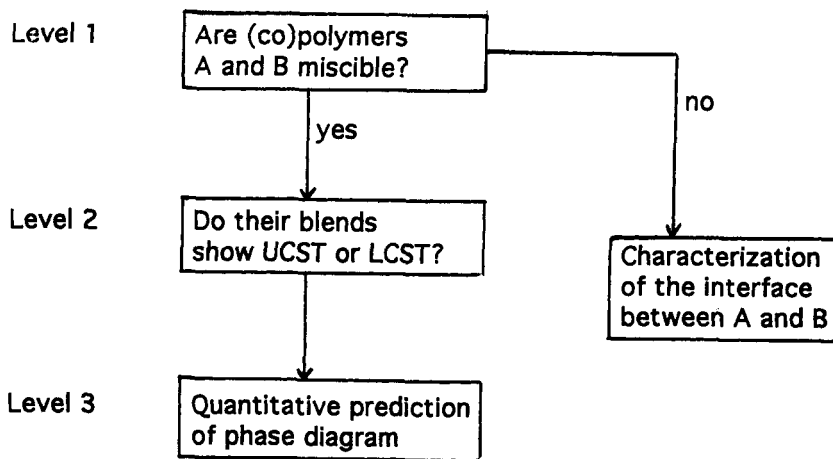 Level 1
Are (co)polymers
A and B miscible?
no
yes
Level 2
Do their blends
show UCST or LCST?
Characterization
of the interface
between A and B
Level 3
Quantitative prediction
of phase diagram